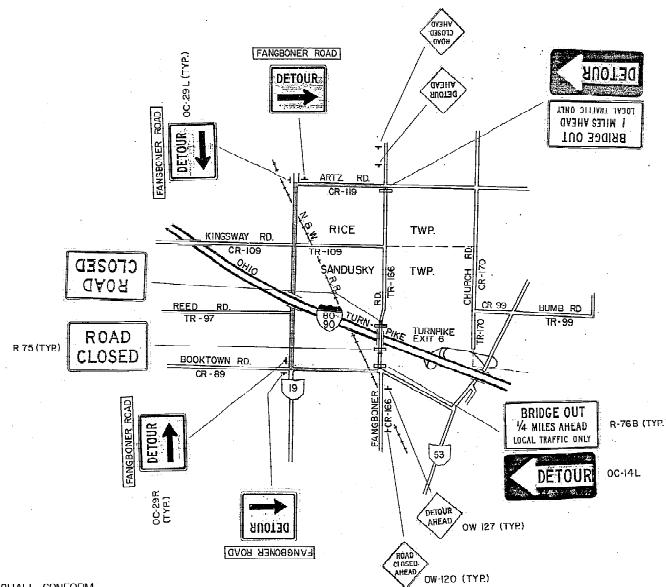 ROAD
CLOSED
AHEAD
DETOUR
AHEAD
FANGBONER ROAD
DETOUR
OC-29L (TYP.)
FANGBONER ROAD
DETOUR
DETOUR
BRIDGE OUT
1 MILES AHEAD
LOCAL TRAFFIC ONLY
ARTZ RD.
CR-119
N.&W.
R.R.
RICE TWP.
KINGSWAY RD.
CR-109
TR-109
SANDUSKY TWP.
OHIO
TURN-
PIKE
80-
90
RD.
TR-166
CHURCH RD.
CR-170
CR 99
BUMB RD
TR-99
TR-170
TURNPIKE
EXIT 6
ROAD
CLOSED
REED RD.
TR-97
R 75 (TYP.)
ROAD
CLOSED
BOOKTOWN RD.
CR-89
19
FANGBONER
CR-166
53
FANGBONER ROAD
DETOUR
OC-29R
(TYP.)
DETOUR
FANGBONER ROAD
BRIDGE OUT
1/4 MILES AHEAD
LOCAL TRAFFIC ONLY
R-76B (TYP.
DETOUR
OC-14L
DETOUR
AHEAD
OW 127 (TYP.)
ROAD
CLOSED
AHEAD
OW-120 (TYP.)
SHALL CONFORM